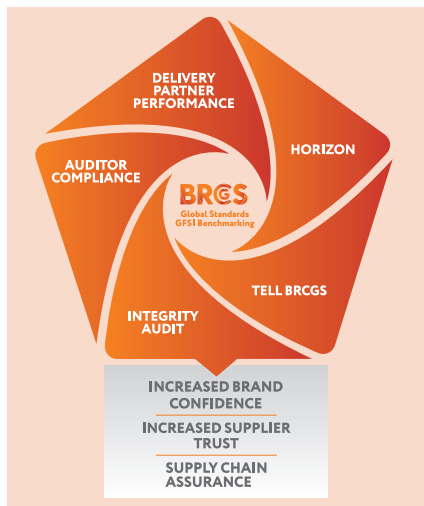 DELIVERY
PARTNER
PERFORMANCE
HORIZON
AUDITOR
COMPLIANCE
BRCGS
Global Standards
GFSI Benchmarking
TELL BRCGS
INTEGRITY
AUDIT
INCREASED BRAND
CONFIDENCE
INCREASED SUPPLIER
TRUST
SUPPLY CHAIN
ASSURANCE